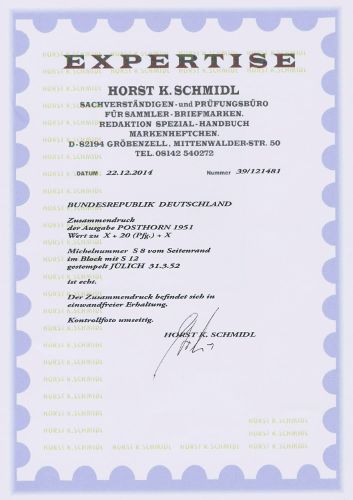 EXPERTISE
HORST K. SCHMIDL
SACHVERSTÄNDIGEN-und PRÜFUNGSBÜRO
FÜR SAMMLER-BRIEFMARKEN.
REDAKTION SPEZIAL-HANDBUCH
MARKENHEFTCHEN.
D-82194 GRÖBENZELL, MITTENWALDER-STR. 50
TEL. 08142 540272
DATUM 22.12.2014 Nummer 39/121481
BUNDESREPUBLIK DEUTSCHLAND
Zusammendruck
der Ausgabe POSTHORN 1951
Wert zu X + 20 (Pfg.) + X
Michelnummer S 8 vom Seitenrand
im Block mit S 12
gestempelt JÜLICH 31.3.52
ist echt.
Der Zusammendruck befindet sich in
einwandfreier Erhaltung.
Kontrollfoto umseitig.
HORST K. SCHMIDL